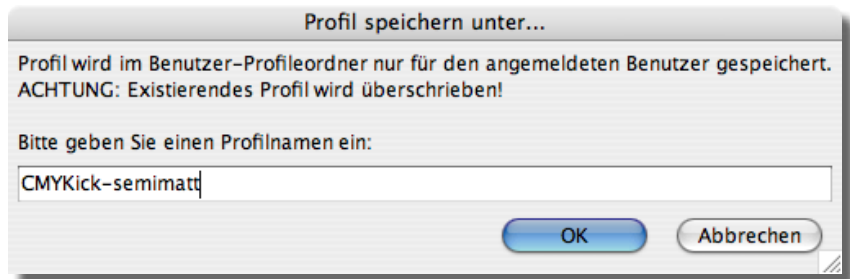 Profil speichern unter...
Profil wird im Benutzer-Profileordner nur für den angemeldeten Benutzer gespeichert.
ACHTUNG: Existierendes Profil wird überschrieben!
Bitte geben Sie einen Profilnamen ein:
CMYKick-semimatt
OK
Abbrechen